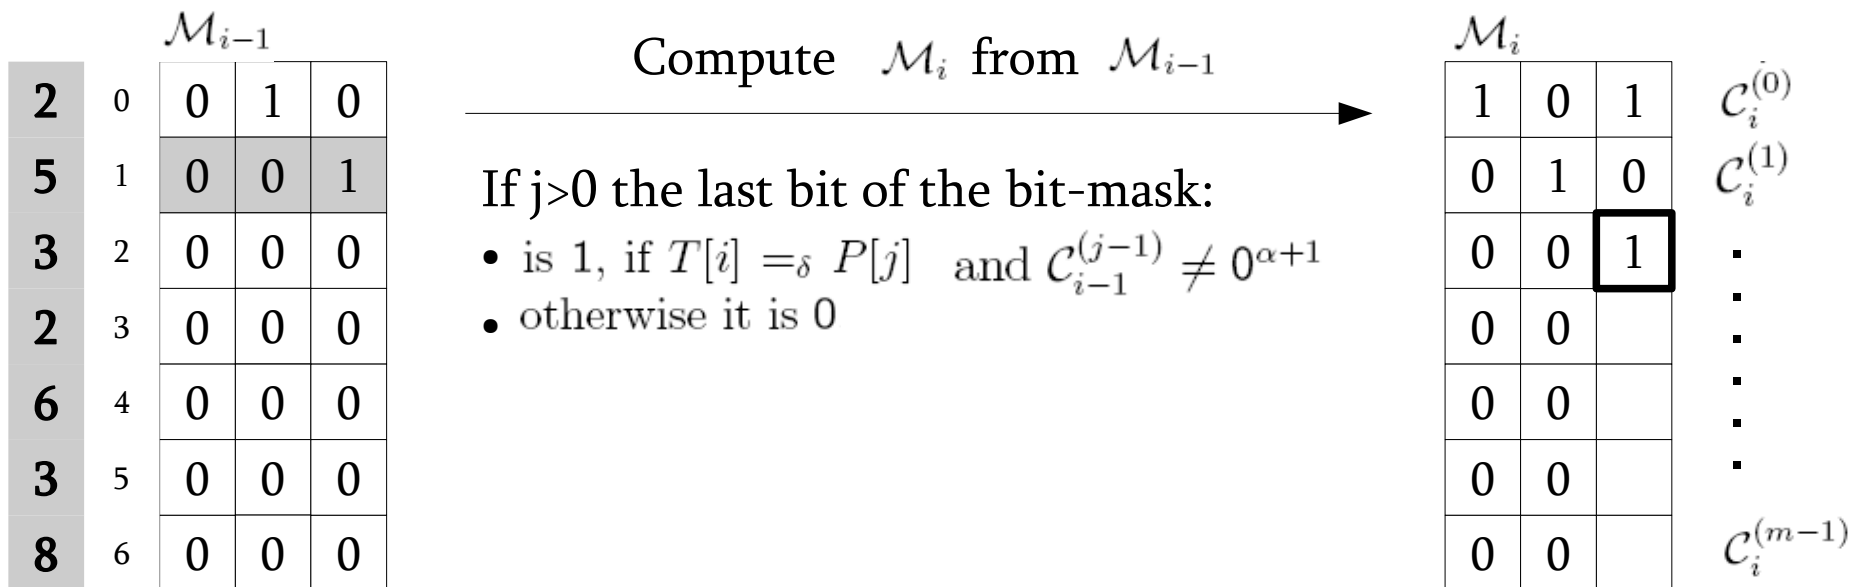 ℳᵢ₋₁
Compute ℳᵢ from ℳᵢ₋₁
ℳᵢ
2 0 0 1 0
5 1 0 0 1
3 2 0 0 0
2 3 0 0 0
6 4 0 0 0
3 5 0 0 0
8 6 0 0 0
If j>0 the last bit of the bit-mask:
• is 1, if T[i] =_δ P[j] and 𝒞_{i−1}^{(j−1)} ≠ 0^{α+1}
• otherwise it is 0
1 0 1 𝒞_i^{(0)}
0 1 0 𝒞_i^{(1)}
0 0 1
0 0
0 0
0 0
0 0 𝒞_i^{(m−1)}